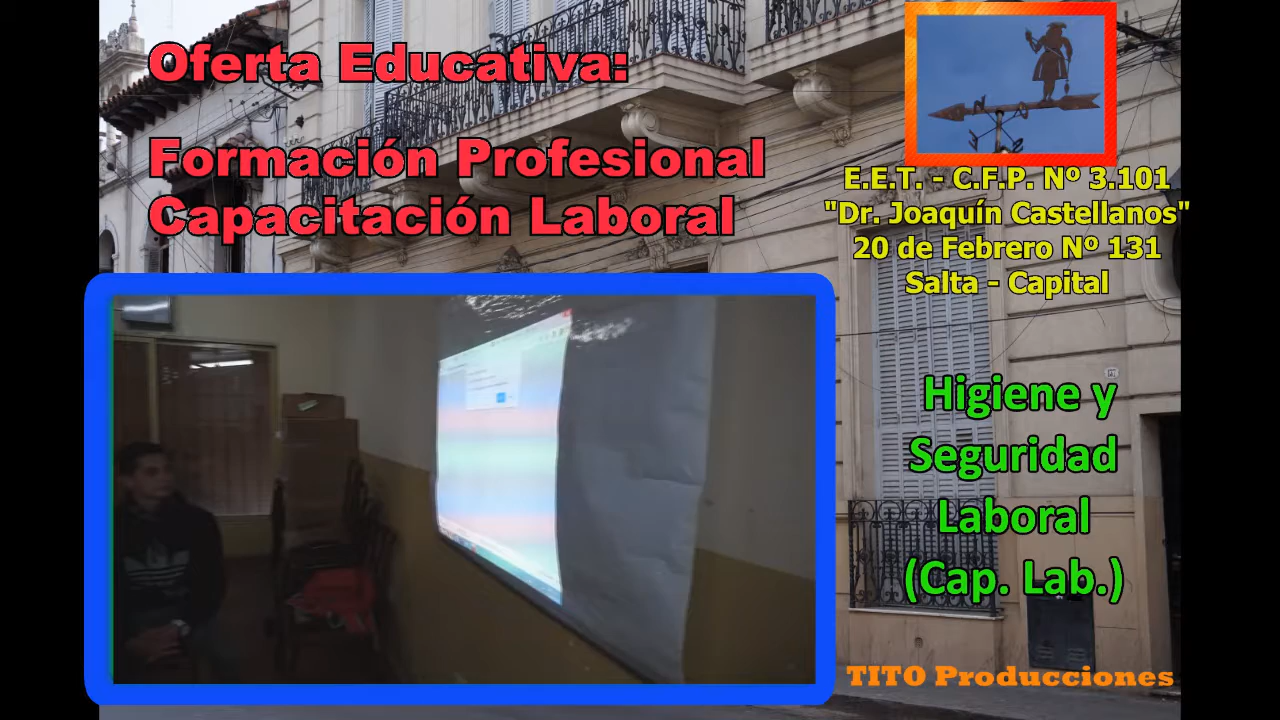 Oferta Educativa:
Formación Profesional
Capacitación Laboral
E.E.T. - C.F.P. Nº 3.101
"Dr. Joaquín Castellanos"
20 de Febrero Nº 131
Salta - Capital
Higiene y
Seguridad
Laboral
(Cap. Lab.)
TITO Producciones